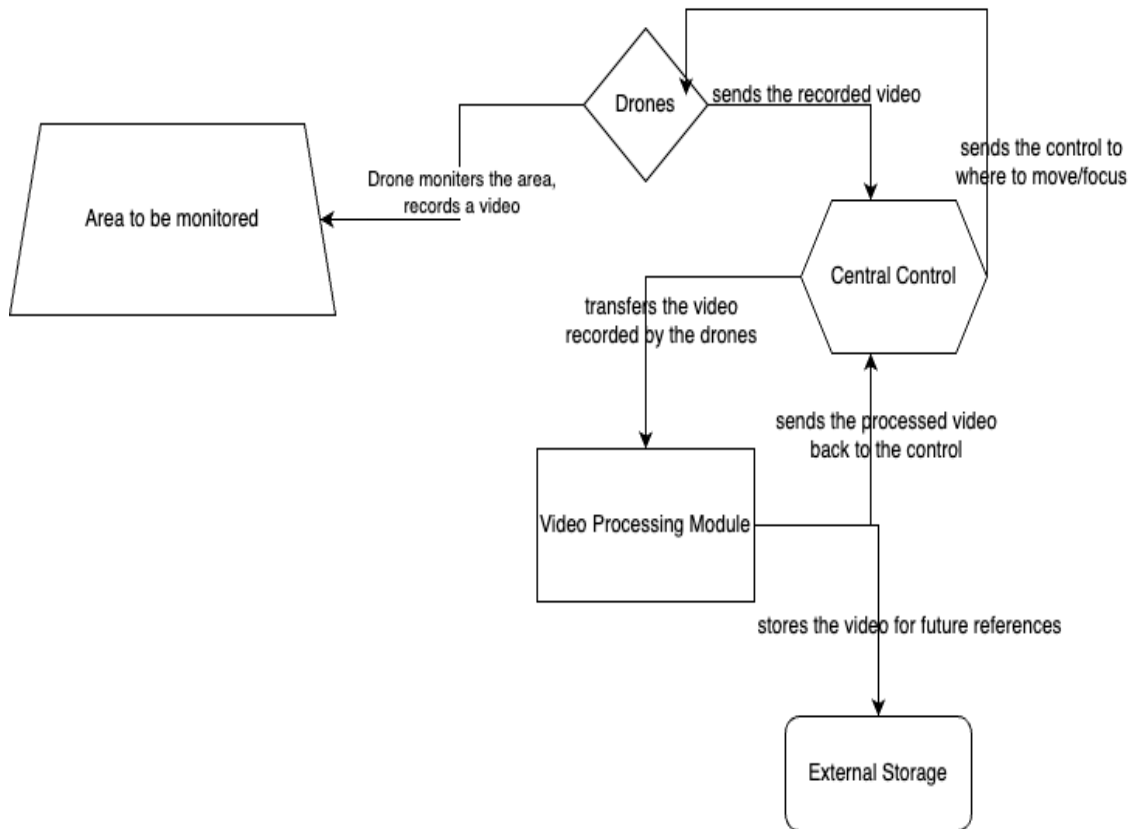 Drones
sends the recorded video
sends the control to
where to move/focus
Drone moniters the area,
records a video
Area to be monitored
Central Control
transfers the video
recorded by the drones
sends the processed video
back to the control
Video Processing Module
stores the video for future references
External Storage